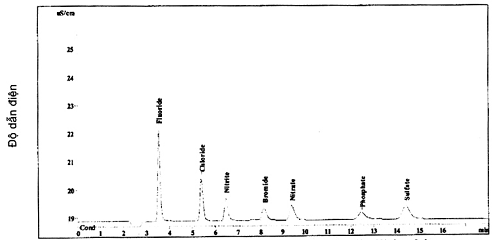 uS/cm
25
24
23
22
21
20
19
Độ dẫn điện
Fluoride
Chloride
Nitrite
Bromide
Nitrate
Phosphate
Sulfate
Cond
0 1 2 3 4 5 6 7 8 9 10 11 12 13 14 15 16 min